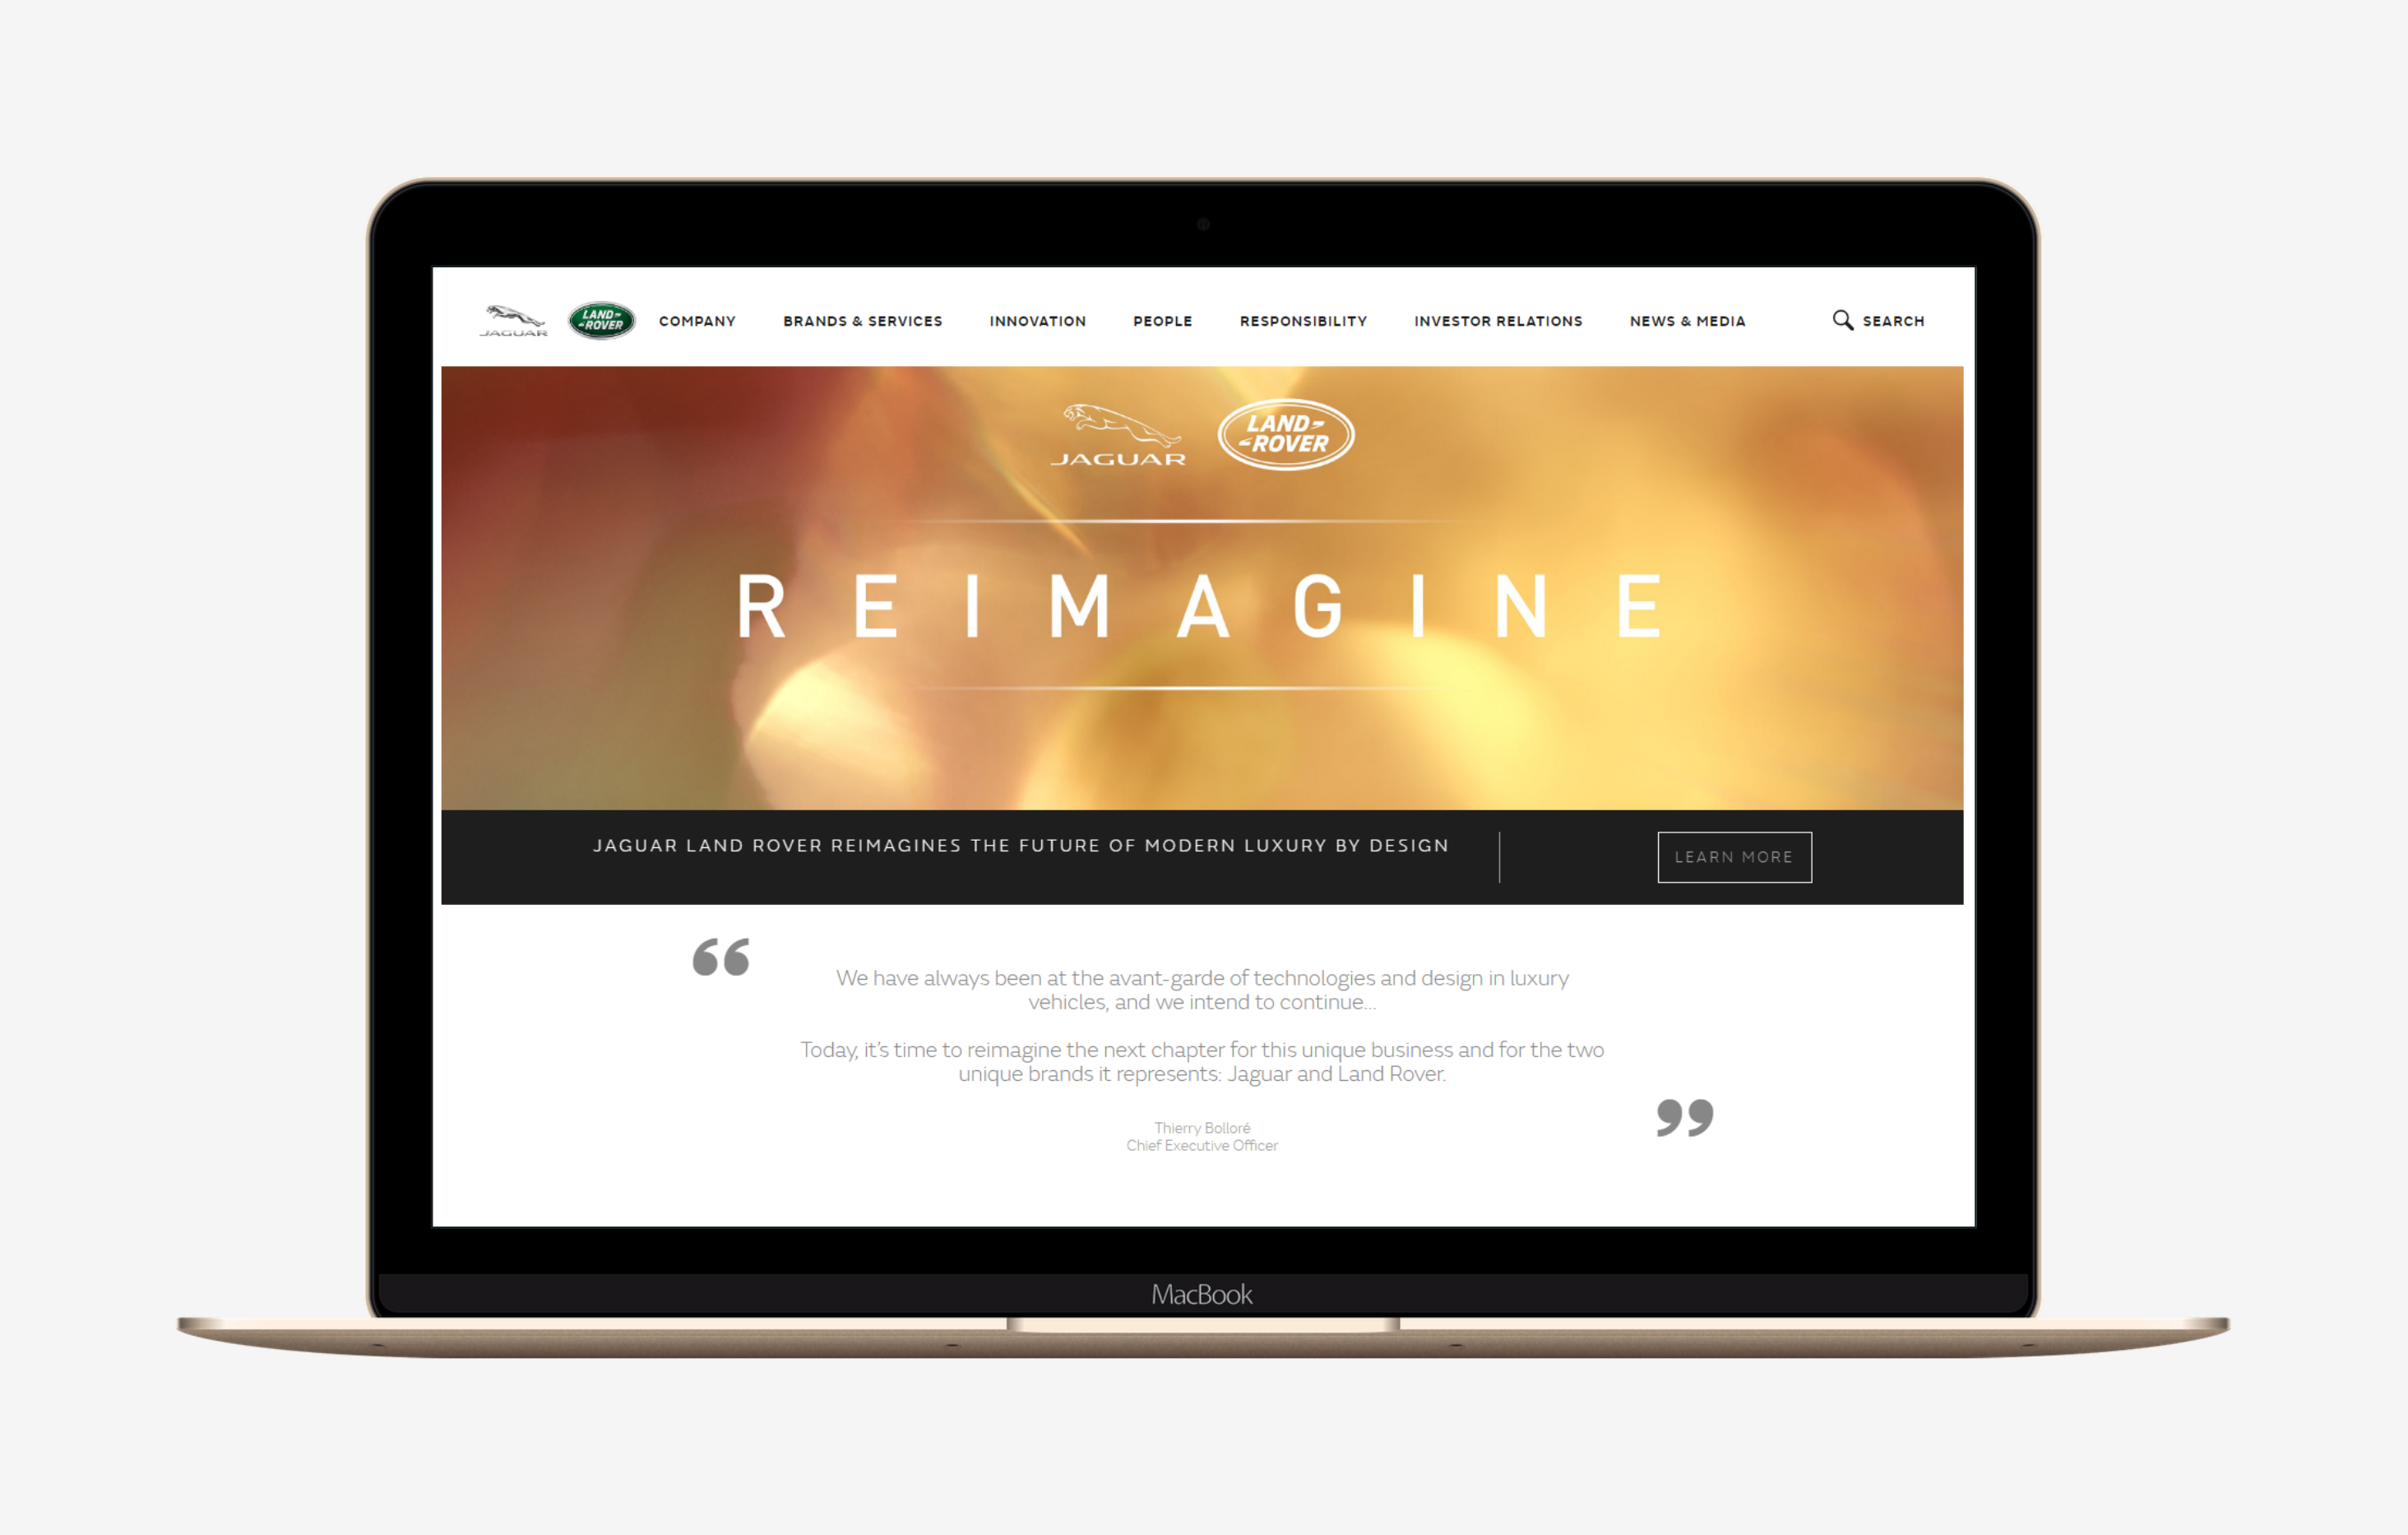 JAGUAR
LAND-
-ROVER
COMPANY
BRANDS & SERVICES
INNOVATION
PEOPLE
RESPONSIBILITY
INVESTOR RELATIONS
NEWS & MEDIA
SEARCH
JAGUAR
LAND-
-ROVER
REIMAGINE
JAGUAR LAND ROVER REIMAGINES THE FUTURE OF MODERN LUXURY BY DESIGN
LEARN MORE
“
We have always been at the avant-garde of technologies and design in luxury
vehicles, and we intend to continue...
Today, it’s time to reimagine the next chapter for this unique business and for the two
unique brands it represents: Jaguar and Land Rover.
”
Thierry Bolloré
Chief Executive Officer
MacBook